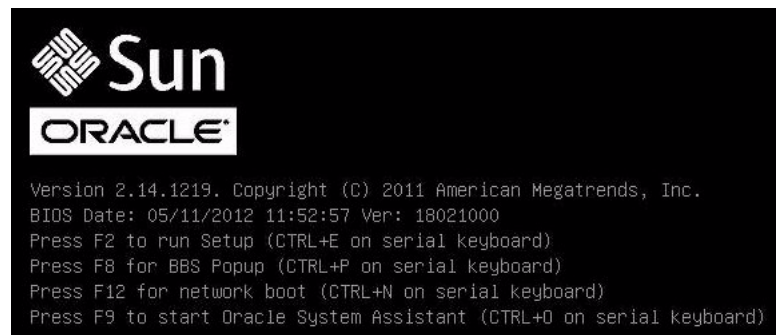 Sun
ORACLE
Version 2.14.1219. Copyright (C) 2011 American Megatrends, Inc.
BIOS Date: 05/11/2012 11:52:57 Ver: 18021000
Press F2 to run Setup (CTRL+E on serial keyboard)
Press F8 for BBS Popup (CTRL+P on serial keyboard)
Press F12 for network boot (CTRL+N on serial keyboard)
Press F9 to start Oracle System Assistant (CTRL+O on serial keyboard)